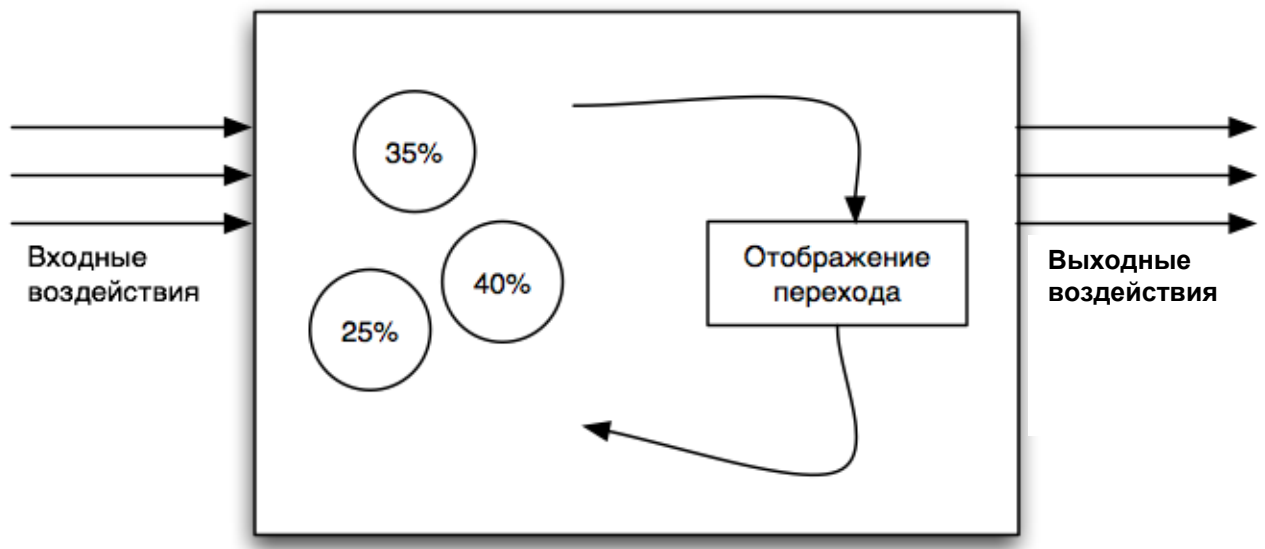 35%
40%
25%
Входные
воздействия
Отображение
перехода
Выходные
воздействия